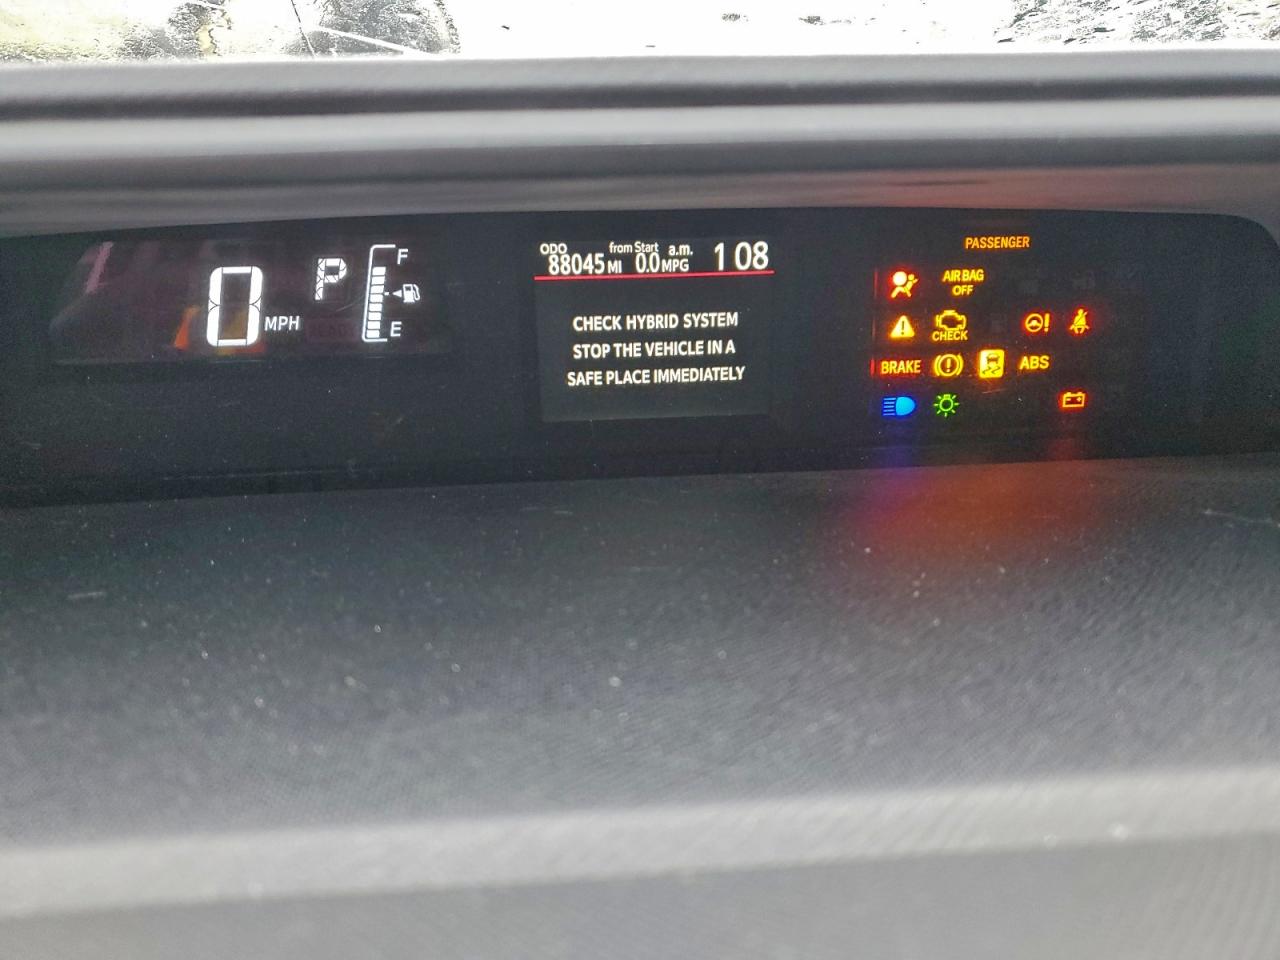 0 MPH
P
F
E
ODO from Start a.m.
88045 MI 0.0 MPG 1 08
CHECK HYBRID SYSTEM
STOP THE VEHICLE IN A
SAFE PLACE IMMEDIATELY
PASSENGER
AIR BAG
OFF
CHECK
BRAKE ABS